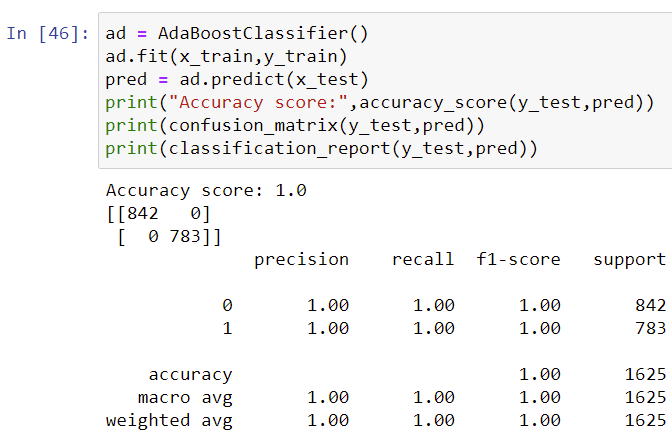 In [46]: ad = AdaBoostClassifier()
ad.fit(x_train,y_train)
pred = ad.predict(x_test)
print("Accuracy score:",accuracy_score(y_test,pred))
print(confusion_matrix(y_test,pred))
print(classification_report(y_test,pred))
Accuracy score: 1.0
[[842   0]
 [  0 783]]
              precision    recall  f1-score   support

           0       1.00      1.00      1.00       842
           1       1.00      1.00      1.00       783

    accuracy                           1.00      1625
   macro avg       1.00      1.00      1.00      1625
weighted avg       1.00      1.00      1.00      1625